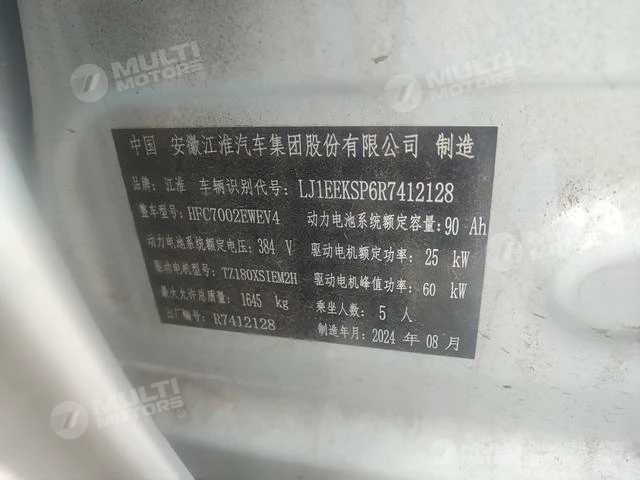 MULTI MOTORS
MULTI MOTORS
中国 安徽江淮汽车集团股份有限公司 制造
品牌：江淮 车辆识别代号：LJ1EEKSP6R7412128
整车型号：HFC7002EWEV4 动力电池系统额定容量：90 Ah
动力电池系统额定电压：384 V 驱动电机额定功率：25 kW
驱动电机型号：TZ180XSIEM2H 驱动电机峰值功率：60 kW
最大允许总质量：1645 kg 乘坐人数：5 人
出厂编号：R7412128 制造年月：2024 年 08 月
MULTI MOTORS
MULTI MOTORS